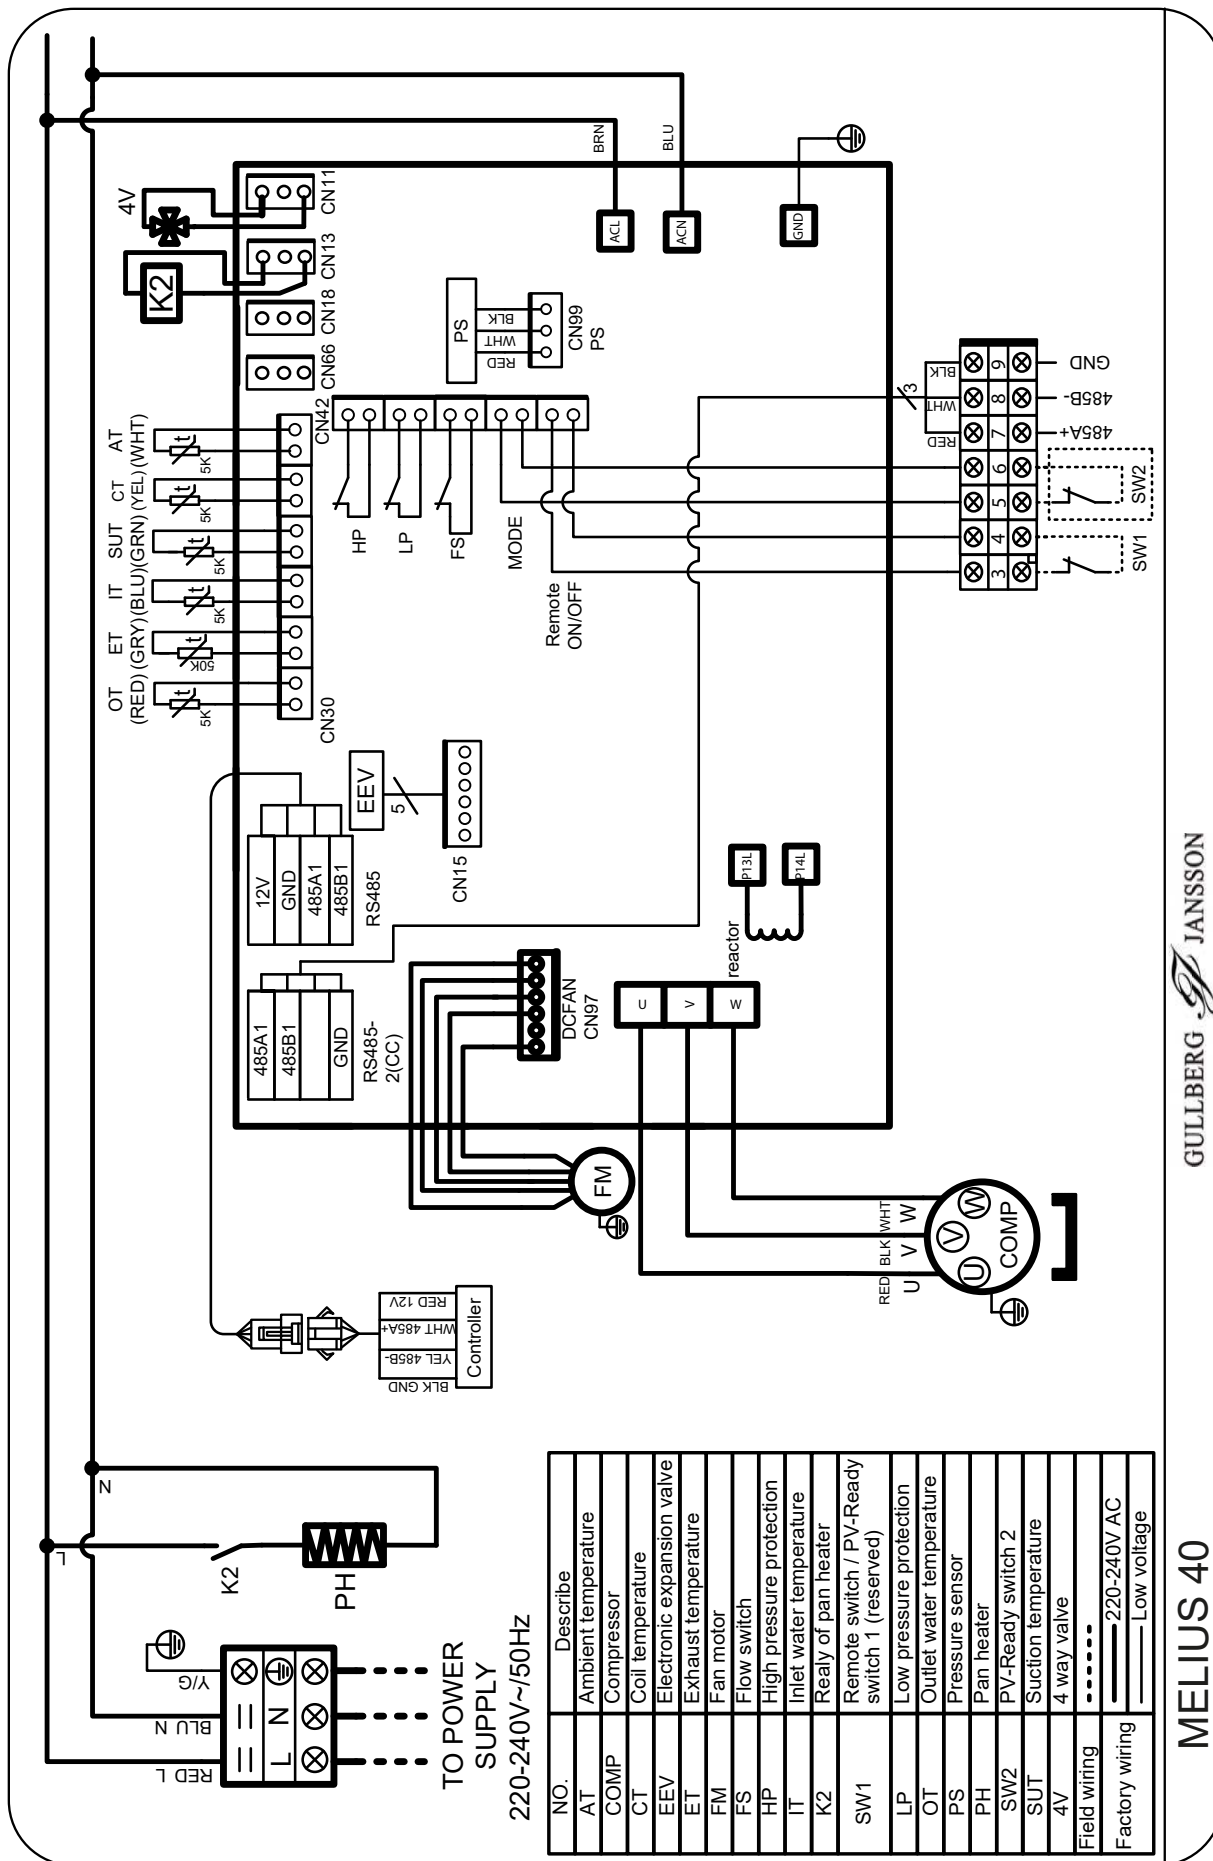 BRN
BLU
4V
K2
CN11
CN13
CN18
CN66
ACL
ACN
GND
PS
BLK
WHT
RED
CN99
PS
AT
(WHT)
5K
CT
(YEL)
5K
SUT
(GRN)
5K
IT
(BLU)
5K
ET
(GRY)
50K
OT
(RED)
5K
CN42
CN30
HP
LP
FS
MODE
Remote
ON/OFF
3
BLK
WHT
RED
9
8
7
6
5
4
3
GND
485B-
485A+
SW2
SW1
12V
GND
485A1
485B1
RS485
EEV
5
CN15
485A1
485B1
GND
RS485-
2(CC)
DCFAN
CN97
reactor
P13L
P14L
U
V
W
FM
RED
BLK
WHT
U
V
W
U
V
W
COMP
RED 12V
WHT 485A+
YEL 485B-
BLK GND
Controller
L
N
K2
PH
Y/G
BLU N
RED L
L
N
TO POWER
SUPPLY
220-240V~/50Hz
NO. Describe
AT Ambient temperature
COMP Compressor
CT Coil temperature
EEV Electronic expansion valve
ET Exhaust temperature
FM Fan motor
FS Flow switch
HP High pressure protection
IT Inlet water temperature
K2 Realy of pan heater
SW1 Remote switch / PV-Ready
switch 1 (reserved)
LP Low pressure protection
OT Outlet water temperature
PS Pressure sensor
PH Pan heater
SW2 PV-Ready switch 2
SUT Suction temperature
4V 4 way valve
Field wiring
Factory wiring 220-240V AC
Low voltage
MELIUS 40
GULLBERG JANSSON